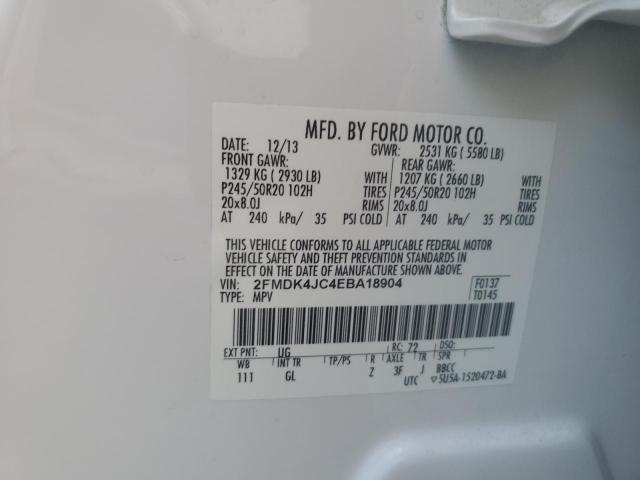 MFD. BY FORD MOTOR CO.
DATE: 12/13 GVWR: 2531 KG ( 5580 LB)
FRONT GAWR: REAR GAWR:
1329 KG ( 2930 LB) WITH 1207 KG ( 2660 LB) WITH
P245/50R20 102H TIRES P245/50R20 102H TIRES
20x8.0J RIMS 20x8.0J RIMS
AT 240 kPa/ 35 PSI COLD AT 240 kPa/ 35 PSI COLD
THIS VEHICLE CONFORMS TO ALL APPLICABLE FEDERAL MOTOR
VEHICLE SAFETY AND THEFT PREVENTION STANDARDS IN
EFFECT ON THE DATE OF MANUFACTURE SHOWN ABOVE.
VIN: 2FMDK4JC4EBA18904 F0137
TYPE: MPV T0145
EXT PNT: UG RC: 72 DSO:
WB INT TR TP/PS R AXLE TR SPR
111 GL Z 3F J BBCC
UTC ▽5U5A-1520472-BA